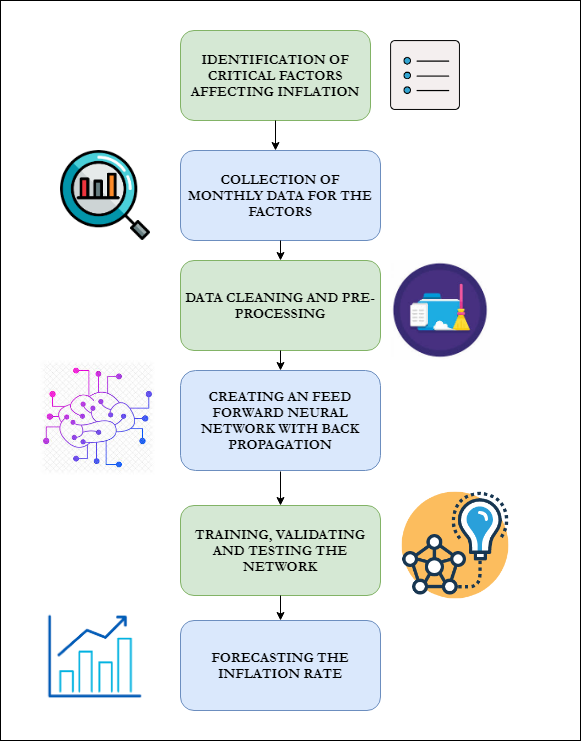 IDENTIFICATION OF
CRITICAL FACTORS
AFFECTING INFLATION
COLLECTION OF
MONTHLY DATA FOR THE
FACTORS
DATA CLEANING AND PRE-
PROCESSING
CREATING AN FEED
FORWARD NEURAL
NETWORK WITH BACK
PROPAGATION
TRAINING, VALIDATING
AND TESTING THE
NETWORK
FORECASTING THE
INFLATION RATE